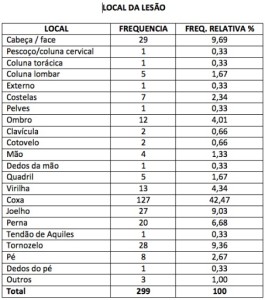 LOCAL DA LESÃO
LOCAL FREQUENCIA FREQ. RELATIVA %
Cabeça / face 29 9,69
Pescoço/coluna cervical 1 0,33
Coluna torácica 1 0,33
Coluna lombar 5 1,67
Externo 1 0,33
Costelas 7 2,34
Pelves 1 0,33
Ombro 12 4,01
Clavícula 2 0,66
Cotovelo 2 0,66
Mão 4 1,33
Dedos da mão 1 0,33
Quadril 5 1,67
Virilha 13 4,34
Coxa 127 42,47
Joelho 27 9,03
Perna 20 6,68
Tendão de Aquiles 1 0,33
Tornozelo 28 9,36
Pé 8 2,67
Dedos do pé 1 0,33
Outros 3 1,00
Total 299 100